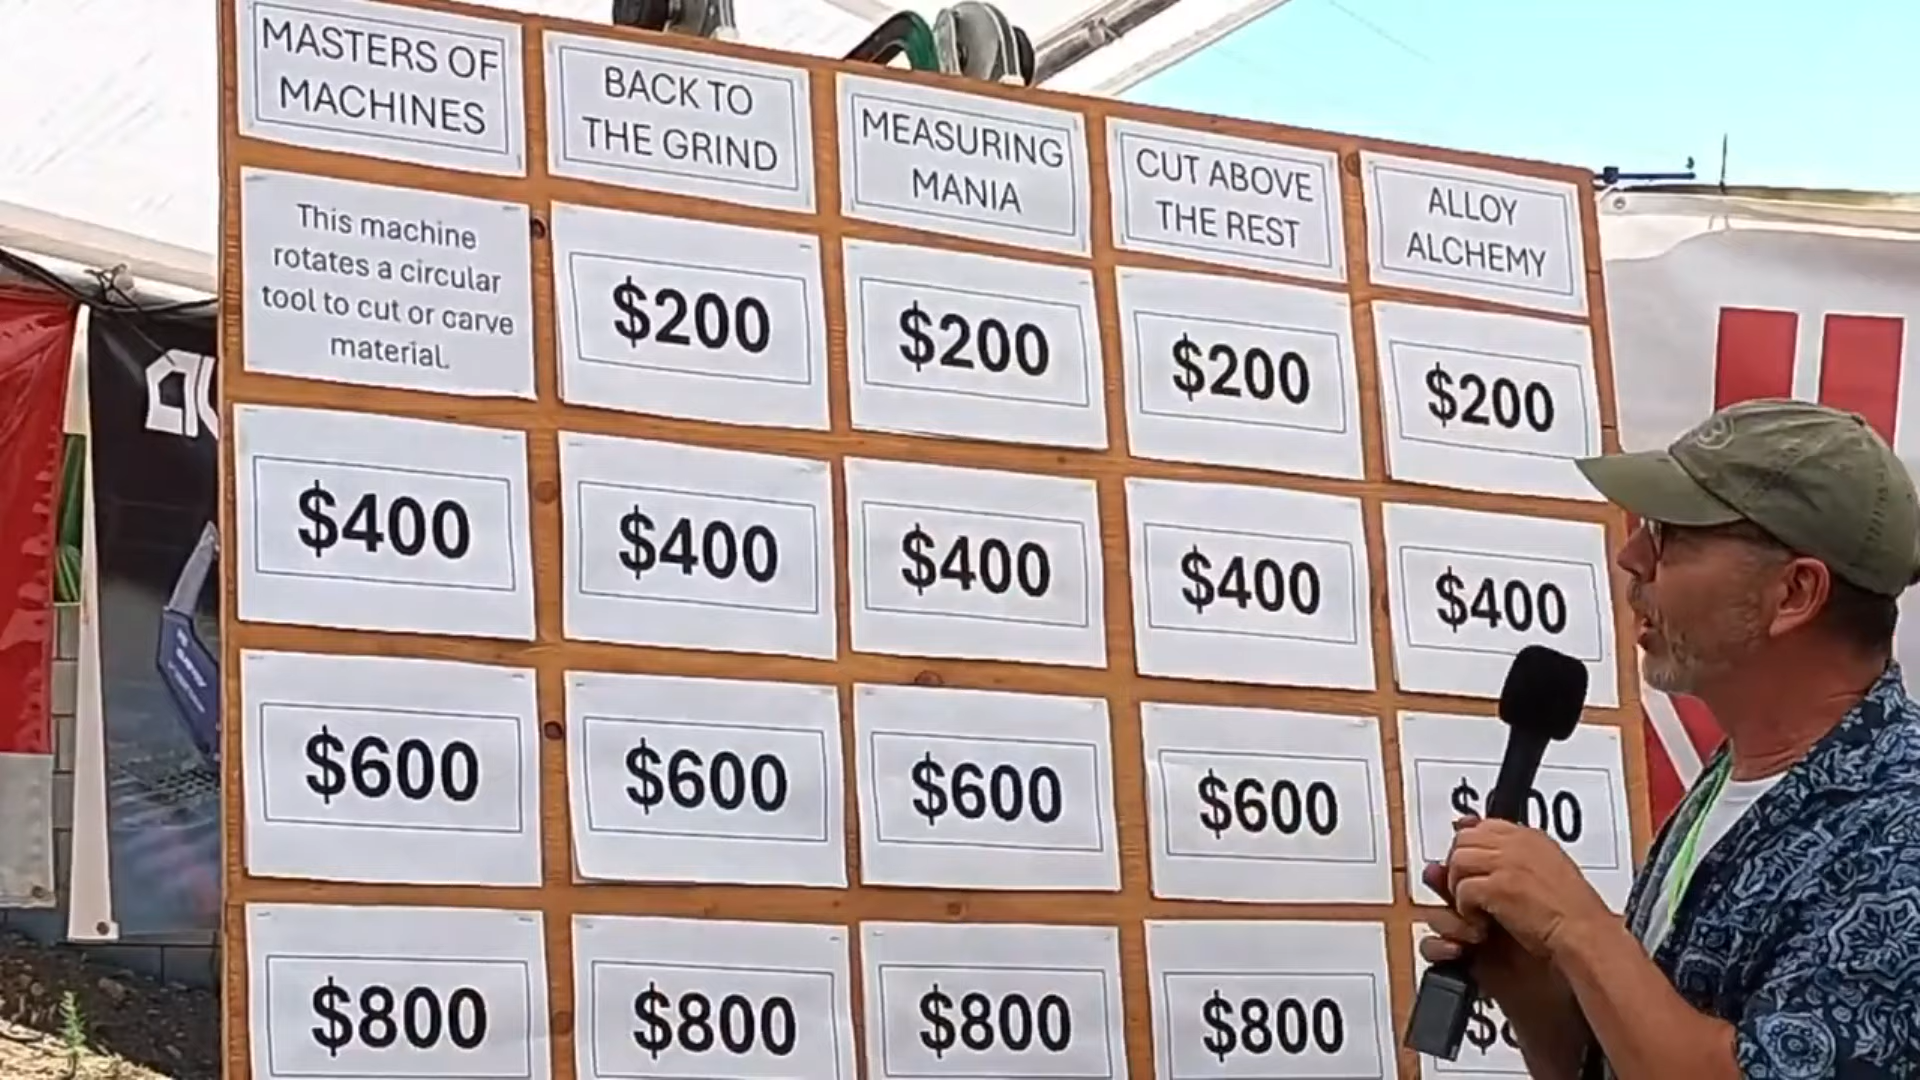 MASTERS OF
MACHINES
BACK TO
THE GRIND
MEASURING
MANIA
CUT ABOVE
THE REST
ALLOY
ALCHEMY
This machine
rotates a circular
tool to cut or carve
material.
$200
$200
$200
$200
$400
$400
$400
$400
$400
$600
$600
$600
$600
$800
$800
$800
$800